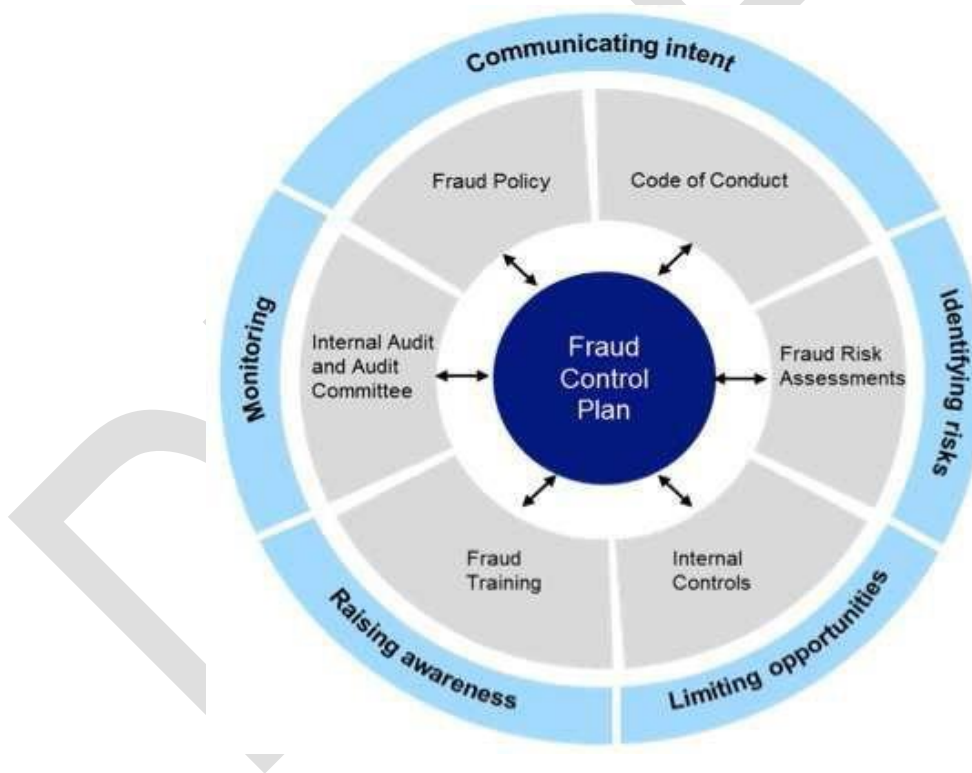 Communicating intent
Fraud Policy
Code of Conduct
Monitoring
Internal Audit
and Audit
Committee
Fraud
Control
Plan
Fraud Risk
Assessments
Identifying risks
Fraud
Training
Internal
Controls
Raising awareness
Limiting opportunities